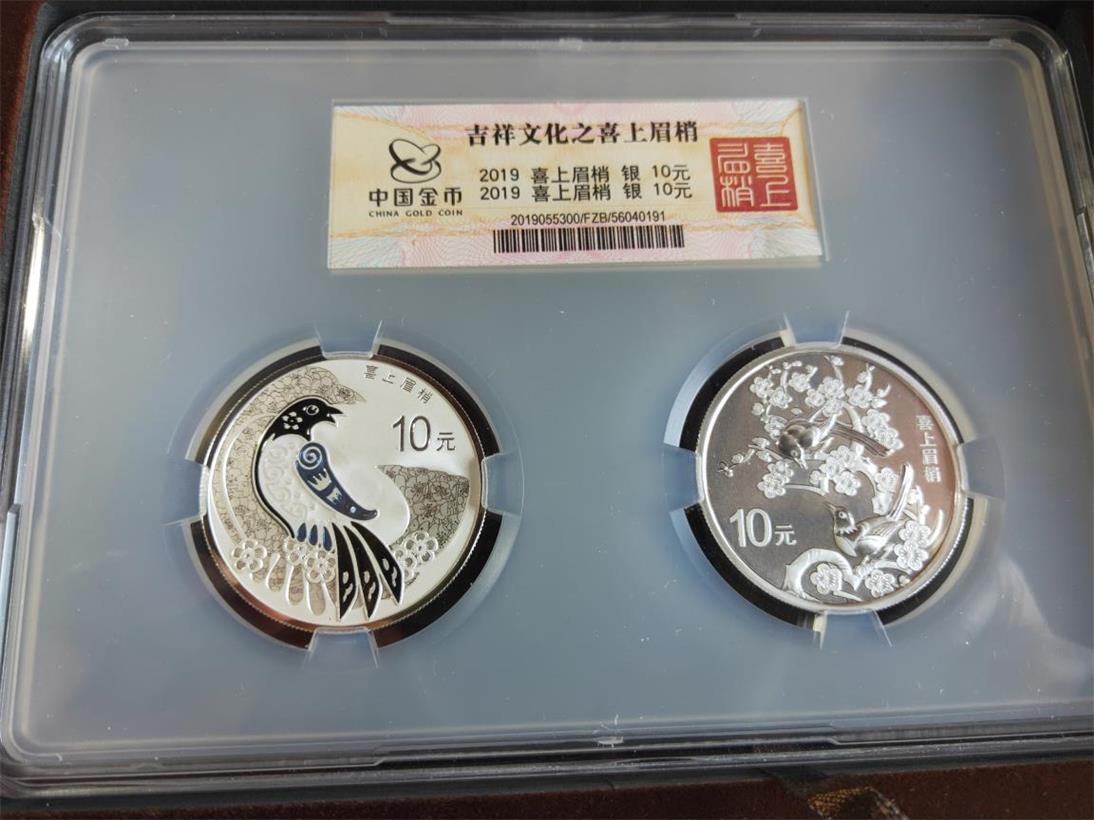 吉祥文化之喜上眉梢
中国金币
CHINA GOLD COIN
2019 喜上眉梢 银 10元
2019 喜上眉梢 银 10元
2019055300/FZB/56040191
喜上
眉梢
喜上眉梢
10元
喜上眉梢
10元